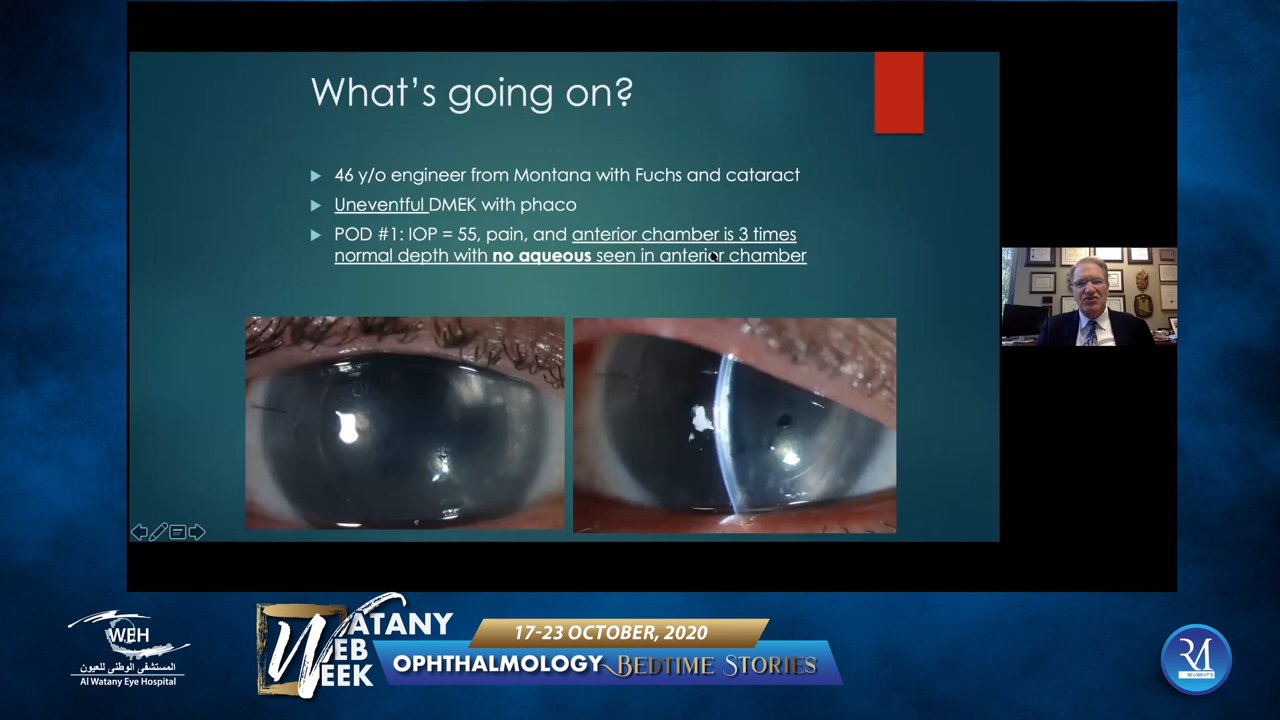 What's going on?
46 y/o engineer from Montana with Fuchs and cataract
Uneventful DMEK with phaco
POD #1: IOP = 55, pain, and anterior chamber is 3 times
normal depth with no aqueous seen in anterior chamber
WEH
المستشفى الوطني للعيون
Al Watany Eye Hospital
WATANY
WEB
WEEK
17-23 OCTOBER, 2020
OPHTHALMOLOGY BEDTIME STORIES
RM
EVENTS